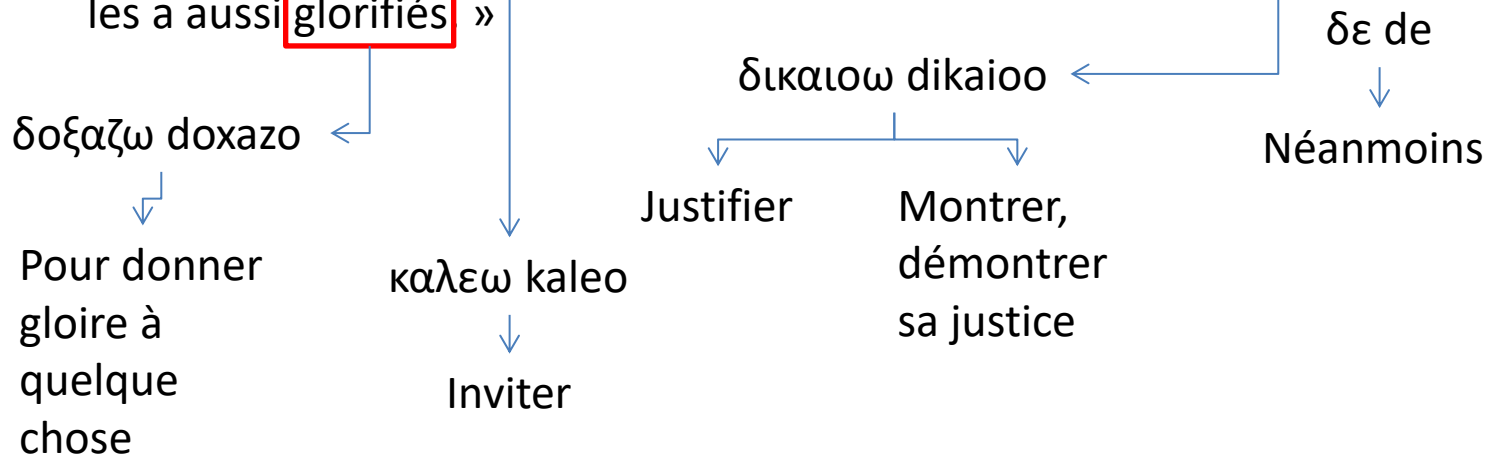 les a aussi glorifiés. »
δε de
δικαιοω dikaioo
δοξαζω doxazo
Néanmoins
Justifier
Montrer,
démontrer
sa justice
Pour donner
gloire à
quelque
chose
καλεω kaleo
Inviter